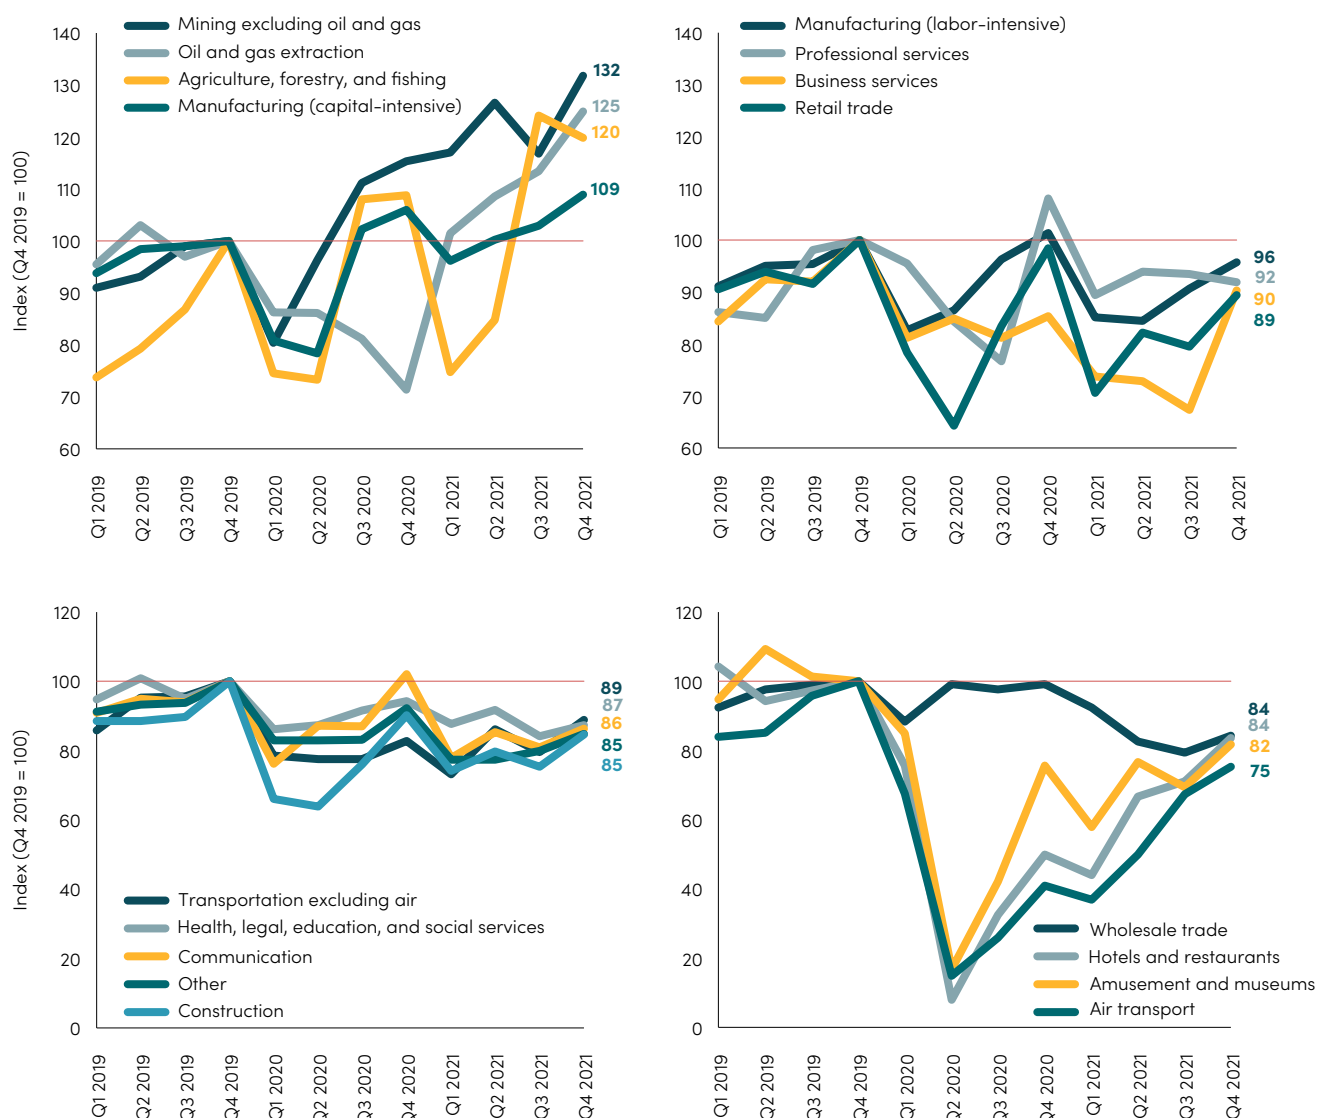 Mining excluding oil and gas
Oil and gas extraction
Agriculture, forestry, and fishing
Manufacturing (capital-intensive)
Index (Q4 2019 = 100)
140
130
120
110
100
90
80
70
60
132
125
120
109
Q1 2019
Q2 2019
Q3 2019
Q4 2019
Q1 2020
Q2 2020
Q3 2020
Q4 2020
Q1 2021
Q2 2021
Q3 2021
Q4 2021
Manufacturing (labor-intensive)
Professional services
Business services
Retail trade
140
130
120
110
100
90
80
70
60
96
92
90
89
Q1 2019
Q2 2019
Q3 2019
Q4 2019
Q1 2020
Q2 2020
Q3 2020
Q4 2020
Q1 2021
Q2 2021
Q3 2021
Q4 2021
Index (Q4 2019 = 100)
120
100
80
60
40
20
0
89
87
86
85
85
Transportation excluding air
Health, legal, education, and social services
Communication
Other
Construction
Q1 2019
Q2 2019
Q3 2019
Q4 2019
Q1 2020
Q2 2020
Q3 2020
Q4 2020
Q1 2021
Q2 2021
Q3 2021
Q4 2021
120
100
80
60
40
20
0
84
84
82
75
Wholesale trade
Hotels and restaurants
Amusement and museums
Air transport
Q1 2019
Q2 2019
Q3 2019
Q4 2019
Q1 2020
Q2 2020
Q3 2020
Q4 2020
Q1 2021
Q2 2021
Q3 2021
Q4 2021